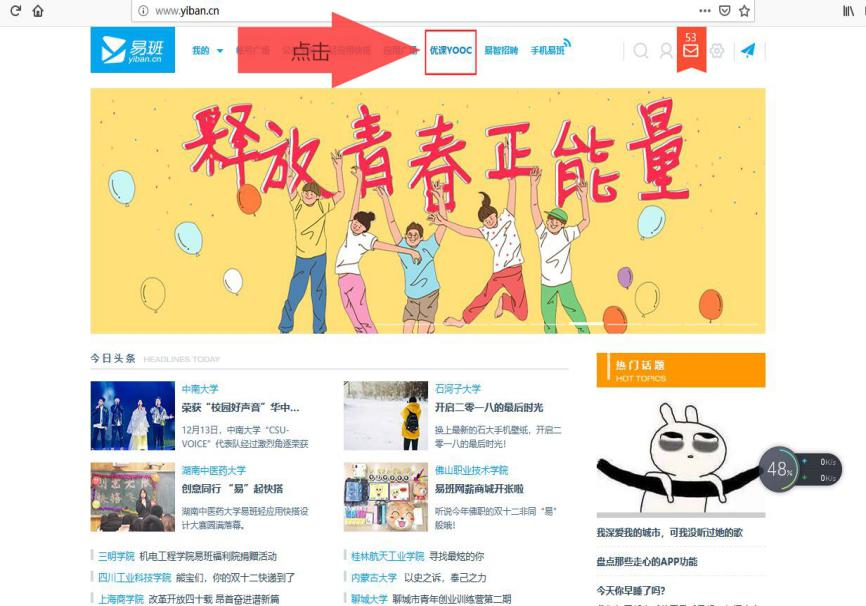 www.yiban.cn
易班
yiban.cn
我的
点击
优课YOOC
易智招聘
手机易班
53
释放青春正能量
今日头条 HEADLINES TODAY
中南大学
荣获“校园好声音”华中...
12月13日，中南大学“CSU-
VOICE”代表队经过激烈角逐荣获
石河子大学
开启二零一八的最后时光
换上最新的石大手机壁纸，开启二
零一八的最后时光！
湖南中医药大学
创意同行 “易”起快搭
湖南中医药大学易班轻应用快搭设
计大赛圆满落幕。
佛山职业技术学院
易班网薪商城开张啦
听说今年佛职的双十二非同“易”
般哦！
三明学院 机电工程学院易班福利院捐赠活动
四川工业科技学院 能宝们，你的双十二快递到了
上海商学院 改革开放四十载 昂首奋进谱新篇
桂林航天工业学院 寻找最炫的你
内蒙古大学 以史之诉，奉己之力
聊城大学 聊城市青年创业训练营第二期
热门话题
HOT TOPICS
48%
0K/s
0K/s
我深爱我的城市，可我没听过她的歌
盘点那些走心的APP功能
今天你早睡了吗？